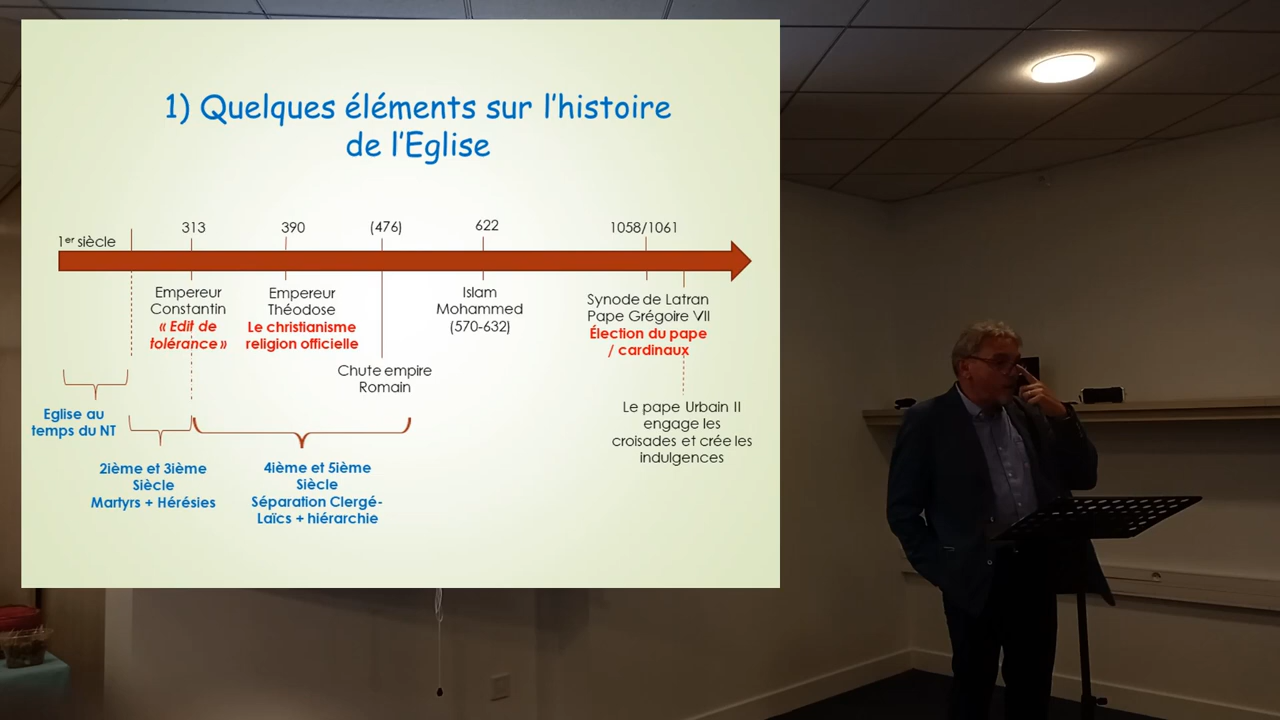 1) Quelques éléments sur l'histoire
de l'Eglise
1er siècle
313
390
(476)
622
1058/1061
Empereur
Constantin
« Edit de
tolérance »
Empereur
Théodose
Le christianisme
religion officielle
Chute empire
Romain
Islam
Mohammed
(570-632)
Synode de Latran
Pape Grégoire VII
Élection du pape
/ cardinaux
Le pape Urbain II
engage les
croisades et crée les
indulgences
Eglise au
temps du NT
2ième et 3ième
Siècle
Martyrs + Hérésies
4ième et 5ième
Siècle
Séparation Clergé-
Laïcs + hiérarchie